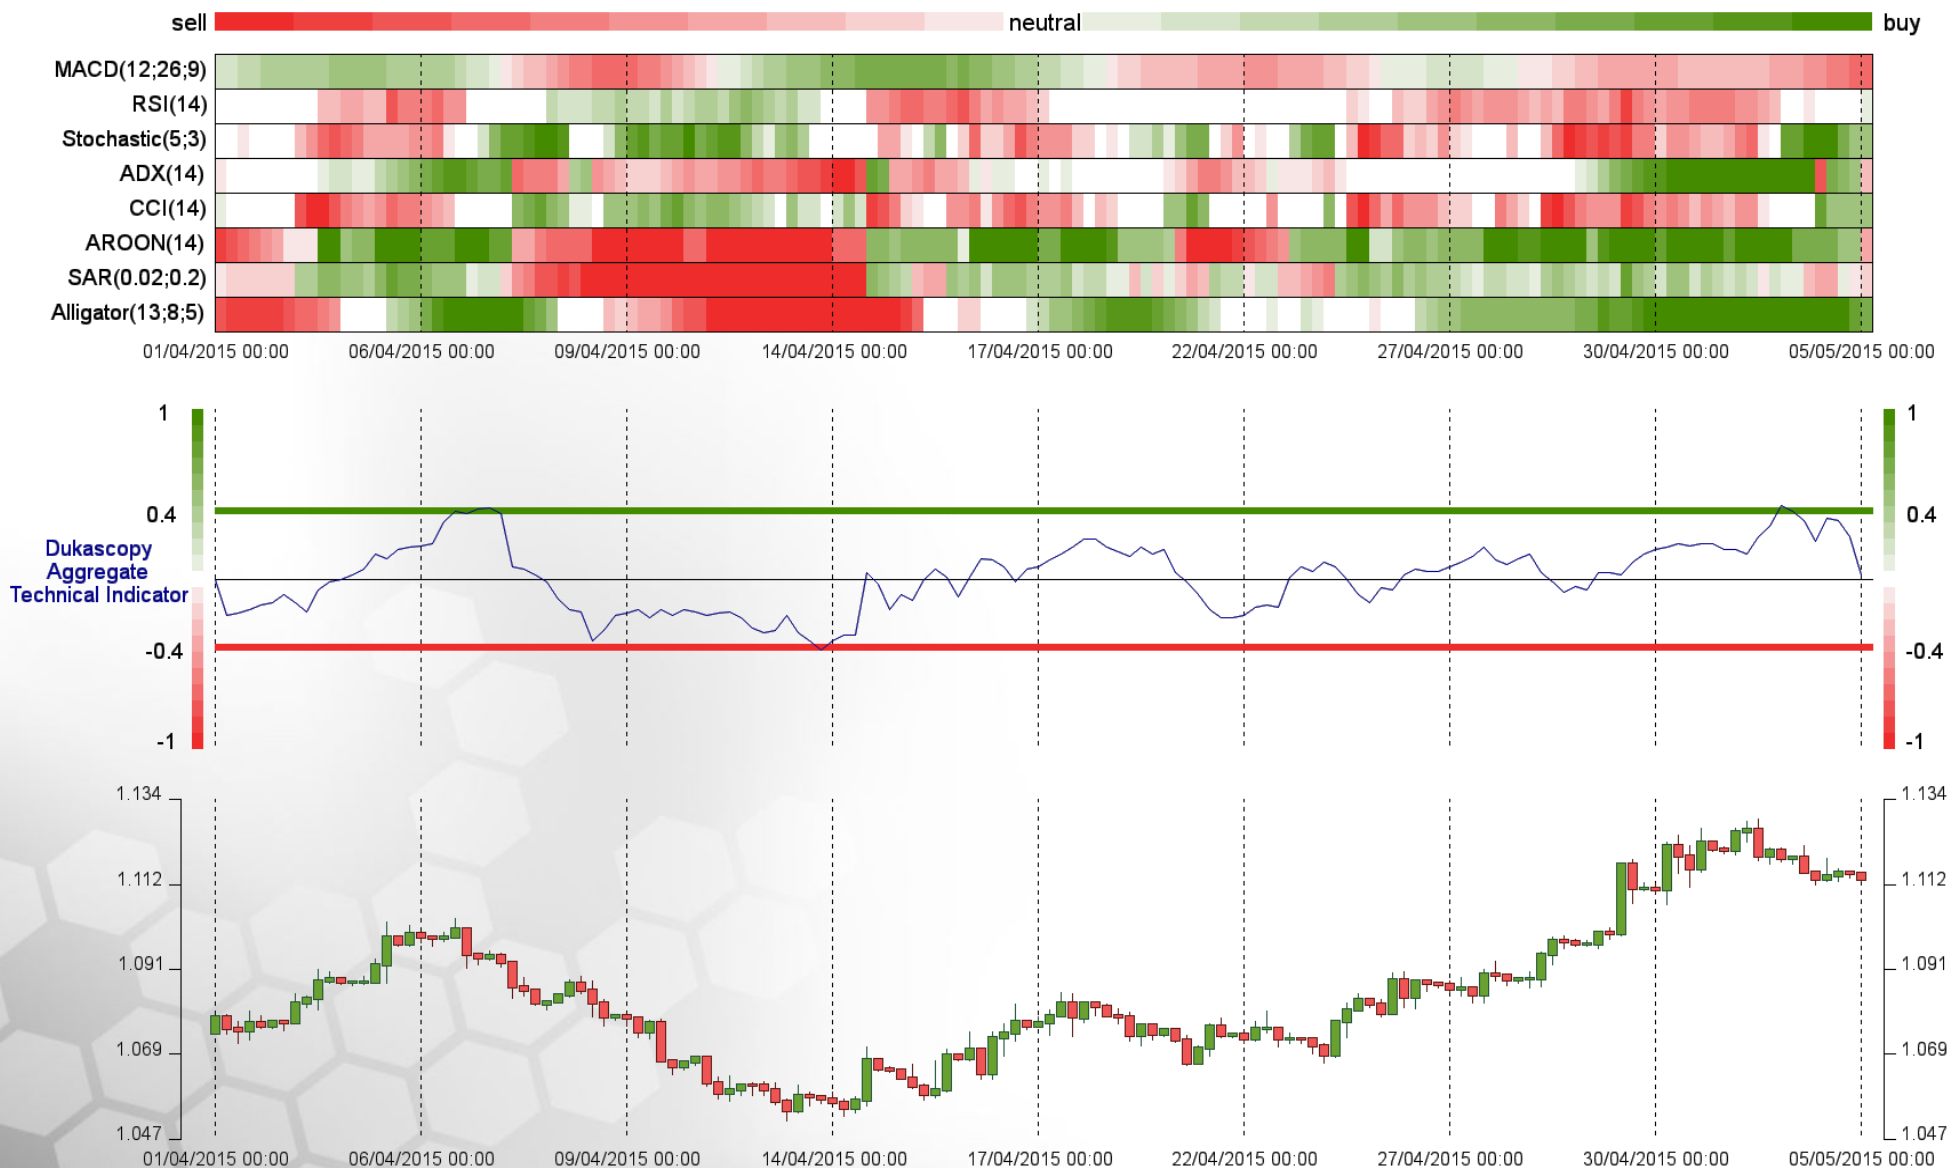 sell neutral buy
MACD(12;26;9)
RSI(14)
Stochastic(5;3)
ADX(14)
CCI(14)
AROON(14)
SAR(0.02;0.2)
Alligator(13;8;5)
01/04/2015 00:00 06/04/2015 00:00 09/04/2015 00:00 14/04/2015 00:00 17/04/2015 00:00 22/04/2015 00:00 27/04/2015 00:00 30/04/2015 00:00 05/05/2015 00:00
1 1
0.4 0.4
Dukascopy
Aggregate
Technical Indicator
-0.4 -0.4
-1 -1
1.134 1.134
1.112 1.112
1.091 1.091
1.069 1.069
1.047 1.047
01/04/2015 00:00 06/04/2015 00:00 09/04/2015 00:00 14/04/2015 00:00 17/04/2015 00:00 22/04/2015 00:00 27/04/2015 00:00 30/04/2015 00:00 05/05/2015 00:00